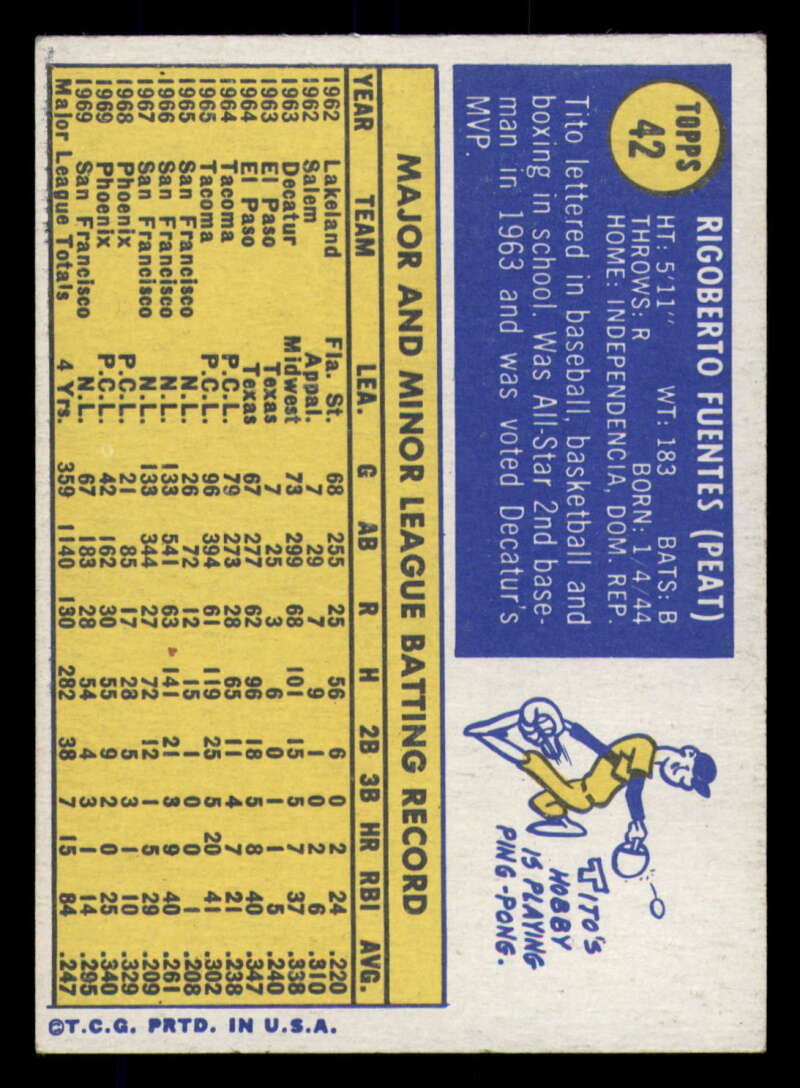 TOPPS
42
RIGOBERTO FUENTES (PEAT)
HT: 5'11" WT: 183 BATS: B
THROWS: R BORN: 1/4/44
HOME: INDEPENDENCIA, DOM. REP.
Tito lettered in baseball, basketball and
boxing in school. Was All-Star 2nd base-
man in 1963 and was voted Decatur's
MVP.
TITO'S
HOBBY
IS PLAYING
PING-PONG.
MAJOR AND MINOR LEAGUE BATTING RECORD
YEAR TEAM LEA. G AB R H 2B 3B HR RBI AVG.
1962 Lakeland Fla. St. 68 255 25 56 6 0 2 24 .220
1962 Salem Appal. 7 29 7 9 1 0 2 6 .310
1963 Decatur Midwest 73 299 68 101 15 5 7 37 .338
1963 El Paso Texas 7 25 3 6 0 1 1 5 .240
1964 El Paso Texas 67 277 62 96 18 5 8 40 .347
1964 Tacoma P.C.L. 79 273 28 65 11 4 7 21 .238
1965 Tacoma P.C.L. 96 394 61 119 25 5 20 41 .302
1965 San Francisco N.L. 26 72 12 15 1 0 0 1 .208
1966 San Francisco N.L. 133 541 63 141 21 3 9 40 .261
1967 San Francisco N.L. 133 344 27 72 12 1 5 29 .209
1968 Phoenix P.C.L. 21 85 17 28 5 3 1 10 .329
1969 Phoenix P.C.L. 42 162 30 55 9 2 0 25 .340
1969 San Francisco N.L. 67 183 28 54 4 3 1 14 .295
Major League Totals 4 Yrs. 359 1140 130 282 38 7 15 84 .247
©T.C.G. PRTD. IN U.S.A.